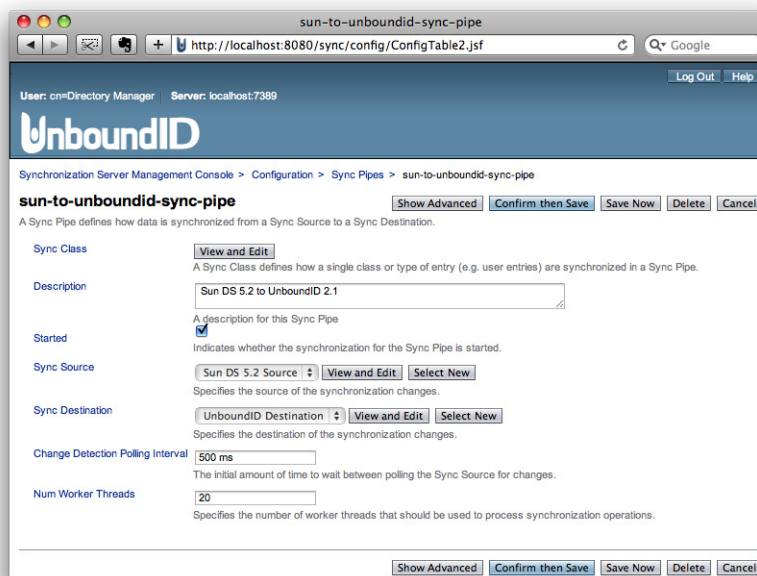 sun-to-unboundid-sync-pipe
http://localhost:8080/sync/config/ConfigTable2.jsf
Google
Log Out Help
User: cn=Directory Manager Server: localhost:7389
UnboundID
Synchronization Server Management Console > Configuration > Sync Pipes > sun-to-unboundid-sync-pipe
sun-to-unboundid-sync-pipe Show Advanced Confirm then Save Save Now Delete Cancel
A Sync Pipe defines how data is synchronized from a Sync Source to a Sync Destination.
Sync Class View and Edit
A Sync Class defines how a single class or type of entry (e.g. user entries) are synchronized in a Sync Pipe.
Description Sun DS 5.2 to UnboundID 2.1
A description for this Sync Pipe
Started
Indicates whether the synchronization for the Sync Pipe is started.
Sync Source Sun DS 5.2 Source View and Edit Select New
Specifies the source of the synchronization changes.
Sync Destination UnboundID Destination View and Edit Select New
Specifies the destination of the synchronization changes.
Change Detection Polling Interval 500 ms
The initial amount of time to wait between polling the Sync Source for changes.
Num Worker Threads 20
Specifies the number of worker threads that should be used to process synchronization operations.
Show Advanced Confirm then Save Save Now Delete Cancel